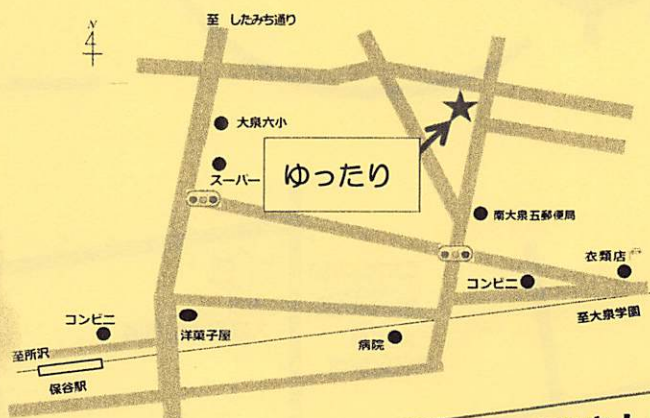 至 したみち通り
N
大泉六小
スーパー
ゆったり
南大泉五郵便局
衣類店
コンビニ
至大泉学園
コンビニ
洋菓子屋
病院
至所沢
保谷駅